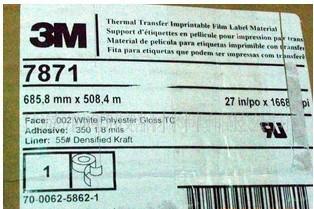 3M
Thermal Transfer Imprintable Film Label Material
Support d'étiquettes en pellicule pour impression par transfert
Material de película para etiquetas imprimible con transfer
Fita para etiquetas que podem ser impressas com transfer
7871
685,8 mm x 508,4 m
27 in/po x 1668 pi
Face: .002 White Polyester Gloss TC
Adhesive: 350 1.8 mils
Liner: 55# Densified Kraft
1
70-0062-5862-1